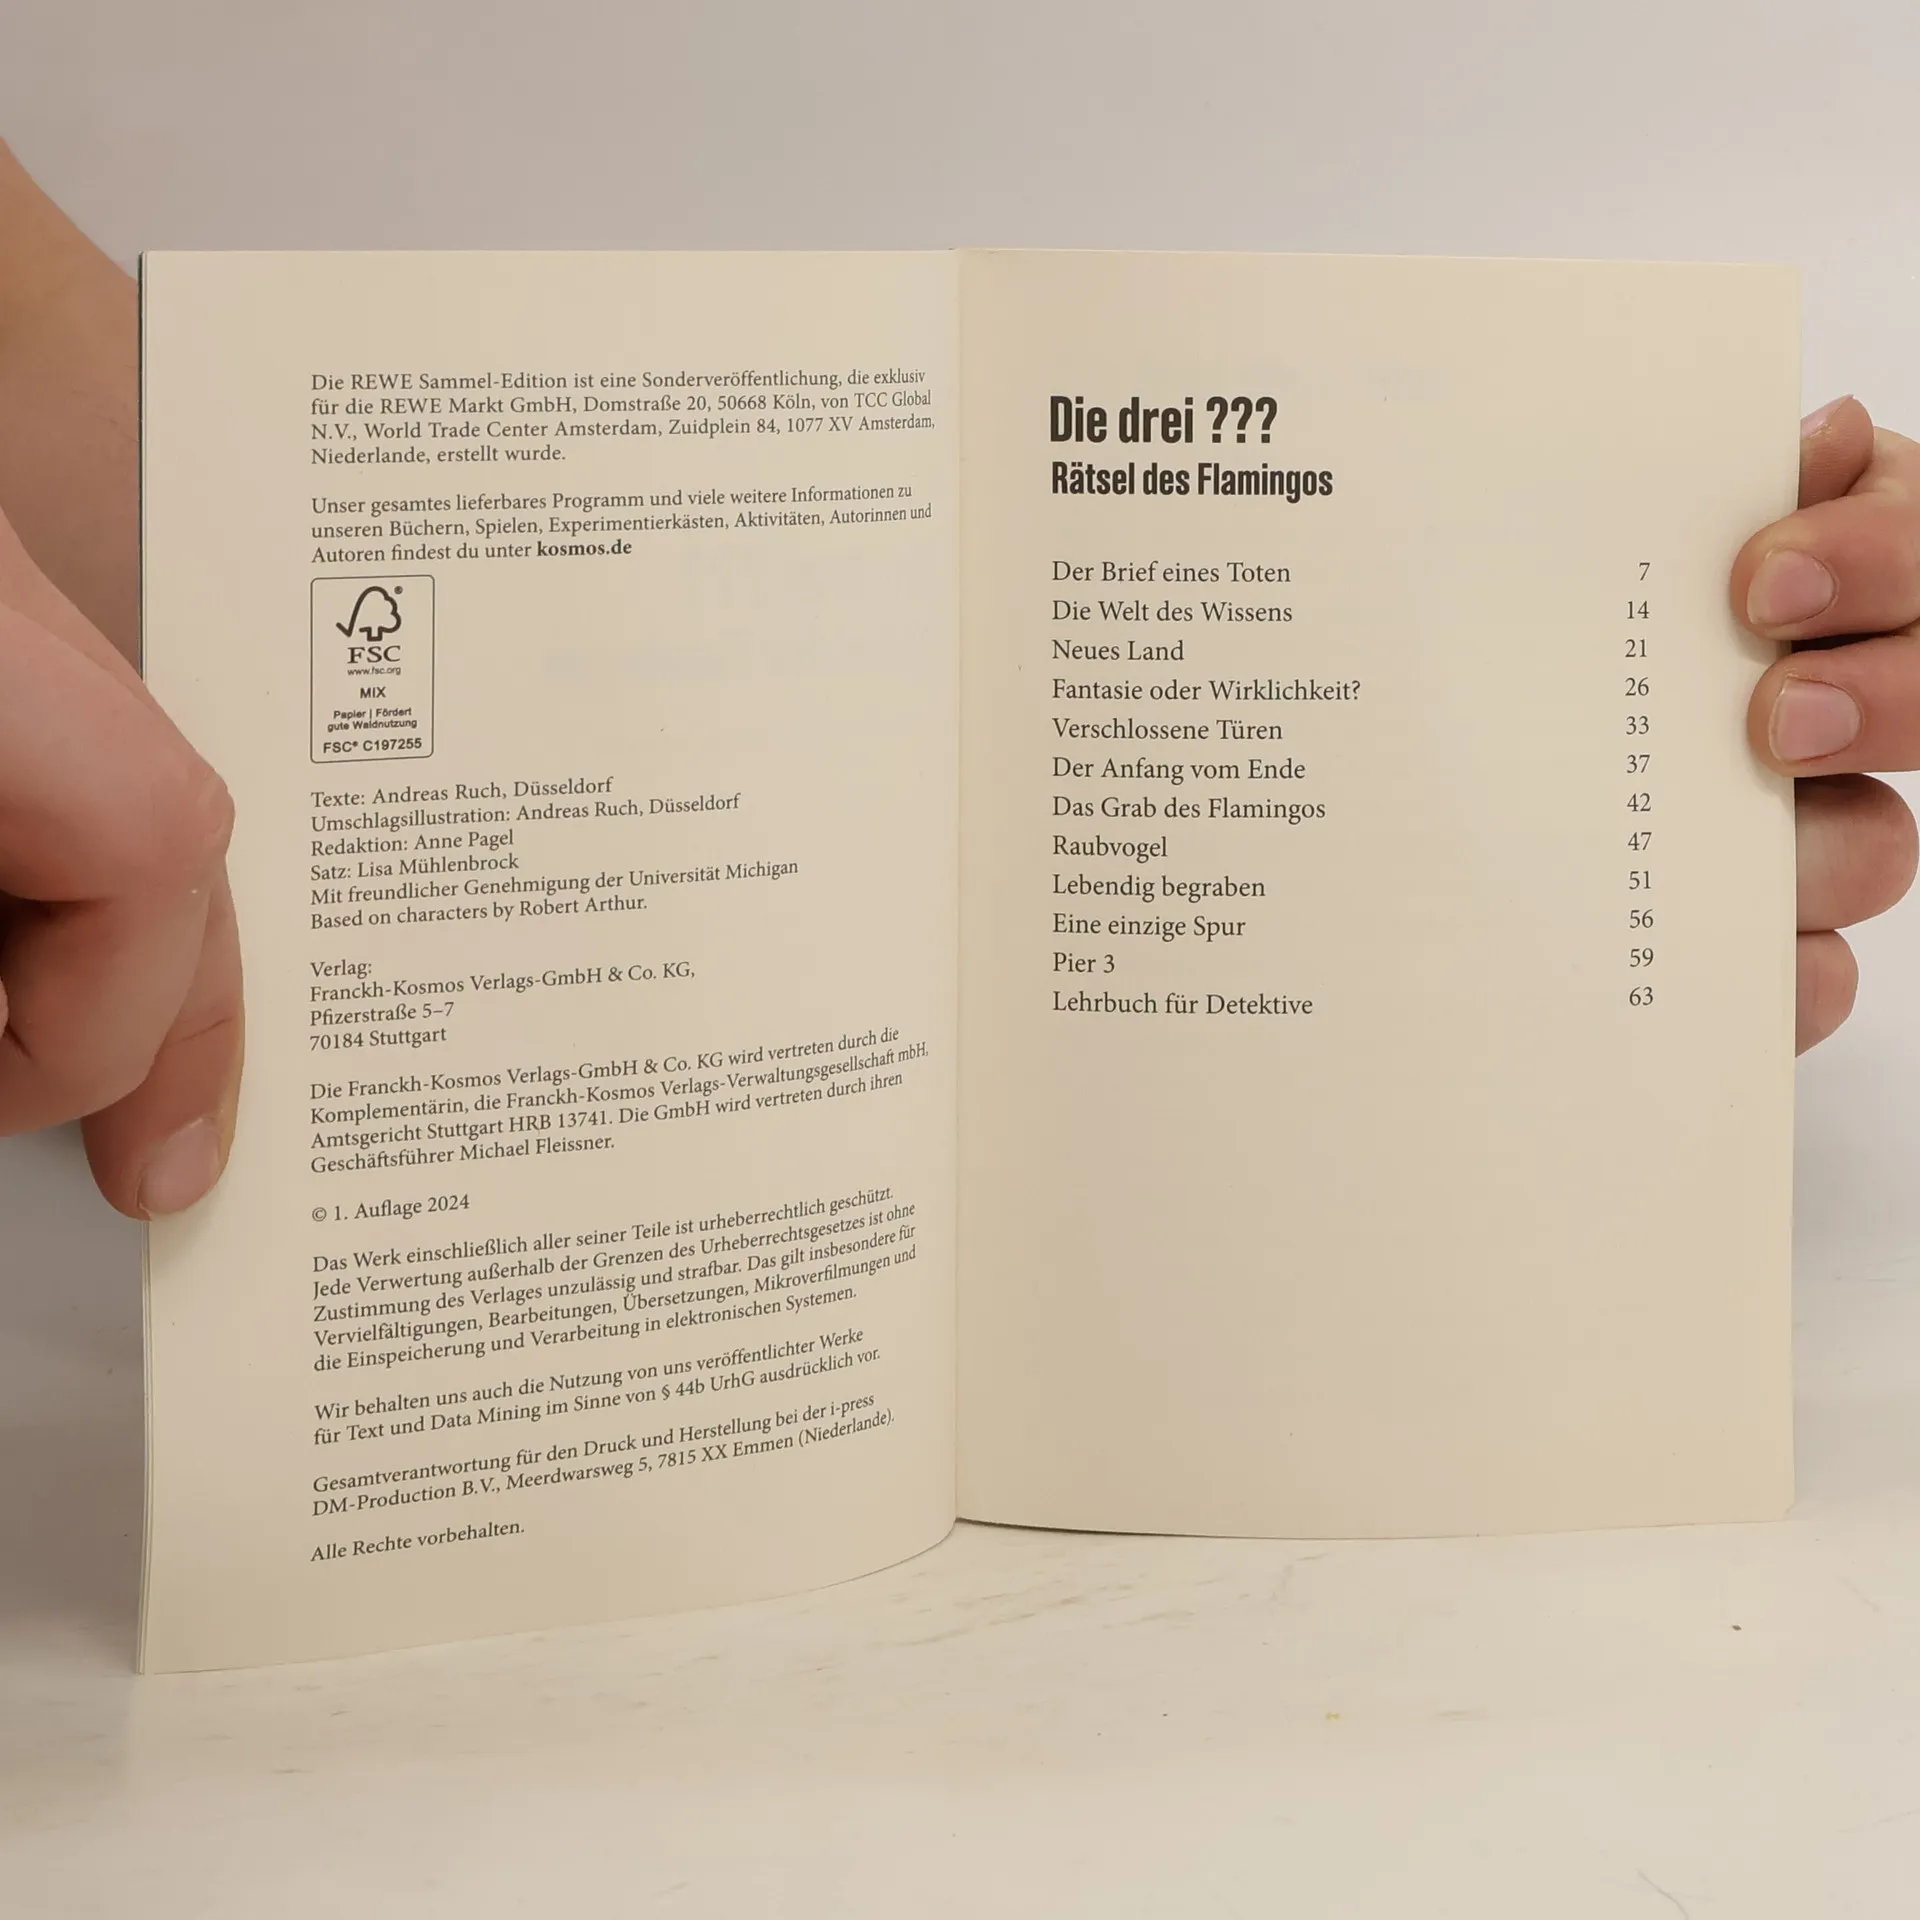 Die REWE Sammel-Edition ist eine Sonderveröffentlichung, die exklusiv
für die REWE Markt GmbH, Domstraße 20, 50668 Köln, von TCC Global
N.V., World Trade Center Amsterdam, Zuidplein 84, 1077 XV Amsterdam,
Niederlande, erstellt wurde.
Unser gesamtes lieferbares Programm und viele weitere Informationen zu
unseren Büchern, Spielen, Experimentierkästen, Aktivitäten, Autorinnen und
Autoren findest du unter kosmos.de
®
FSC
www.fsc.org
MIX
Papier | Fördert
gute Waldnutzung
FSC® C197255
Texte: Andreas Ruch, Düsseldorf
Umschlagsillustration: Andreas Ruch, Düsseldorf
Redaktion: Anne Pagel
Satz: Lisa Mühlenbrock
Mit freundlicher Genehmigung der Universität Michigan
Based on characters by Robert Arthur.
Verlag:
Franckh-Kosmos Verlags-GmbH & Co. KG,
Pfizerstraße 5–7
70184 Stuttgart
Die Franckh-Kosmos Verlags-GmbH & Co. KG wird vertreten durch die
Komplementärin, die Franckh-Kosmos Verlags-Verwaltungsgesellschaft mbH,
Amtsgericht Stuttgart HRB 13741. Die GmbH wird vertreten durch ihren
Geschäftsführer Michael Fleissner.
© 1. Auflage 2024
Das Werk einschließlich aller seiner Teile ist urheberrechtlich geschützt.
Jede Verwertung außerhalb der Grenzen des Urheberrechtsgesetzes ist ohne
Zustimmung des Verlages unzulässig und strafbar. Das gilt insbesondere für
Vervielfältigungen, Bearbeitungen, Übersetzungen, Mikroverfilmungen und
die Einspeicherung und Verarbeitung in elektronischen Systemen.
Wir behalten uns auch die Nutzung von uns veröffentlichter Werke
für Text und Data Mining im Sinne von § 44b UrhG ausdrücklich vor.
Gesamtverantwortung für den Druck und Herstellung bei der i-press
DM-Production B.V., Meerdwarsweg 5, 7815 XX Emmen (Niederlande).
Alle Rechte vorbehalten.
Die drei ???
Rätsel des Flamingos
Der Brief eines Toten 7
Die Welt des Wissens 14
Neues Land 21
Fantasie oder Wirklichkeit? 26
Verschlossene Türen 33
Der Anfang vom Ende 37
Das Grab des Flamingos 42
Raubvogel 47
Lebendig begraben 51
Eine einzige Spur 56
Pier 3 59
Lehrbuch für Detektive 63